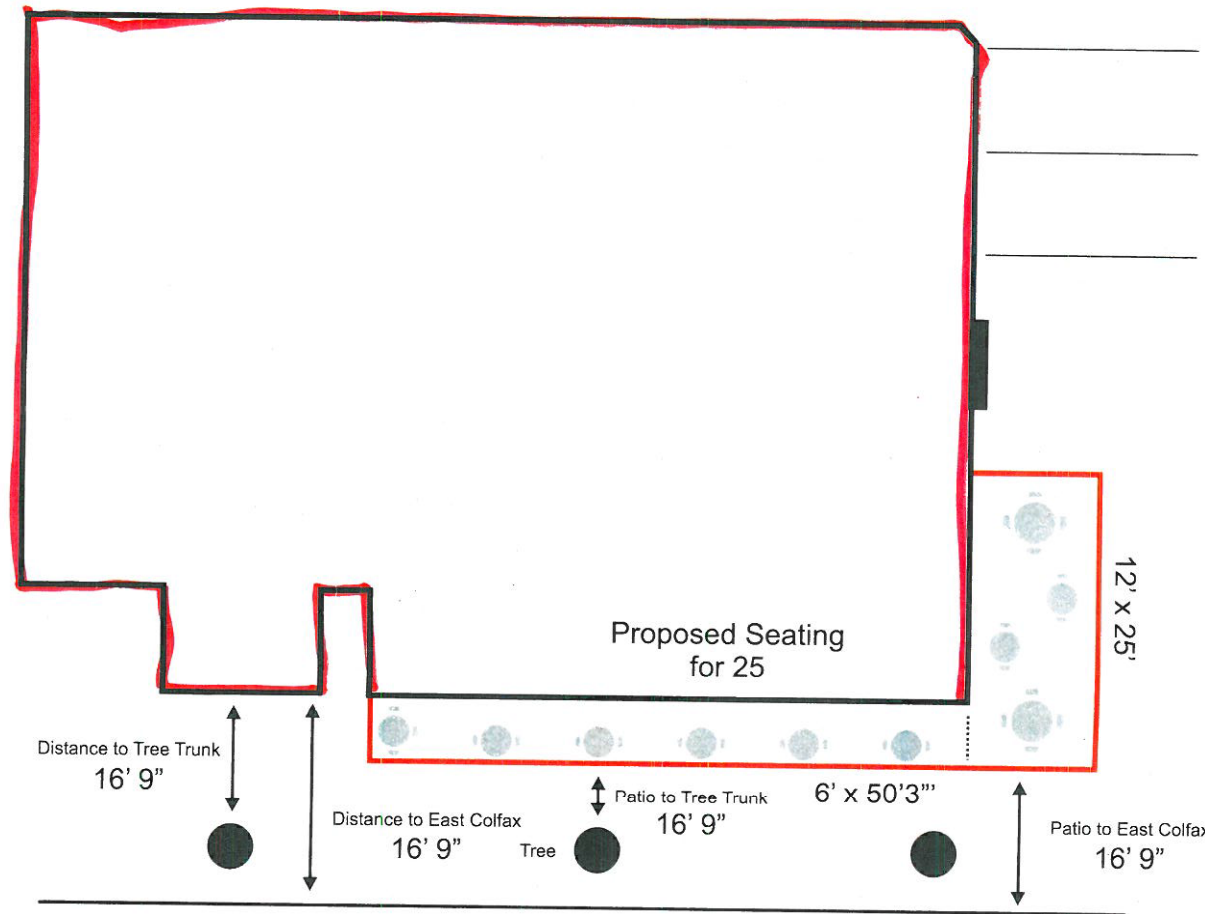 Proposed Seating
for 25
12' x 25'
Distance to Tree Trunk
16' 9"
Distance to East Colfax
16' 9"
Tree
Patio to Tree Trunk
16' 9"
6' x 50'3"'
Patio to East Colfax
16' 9"